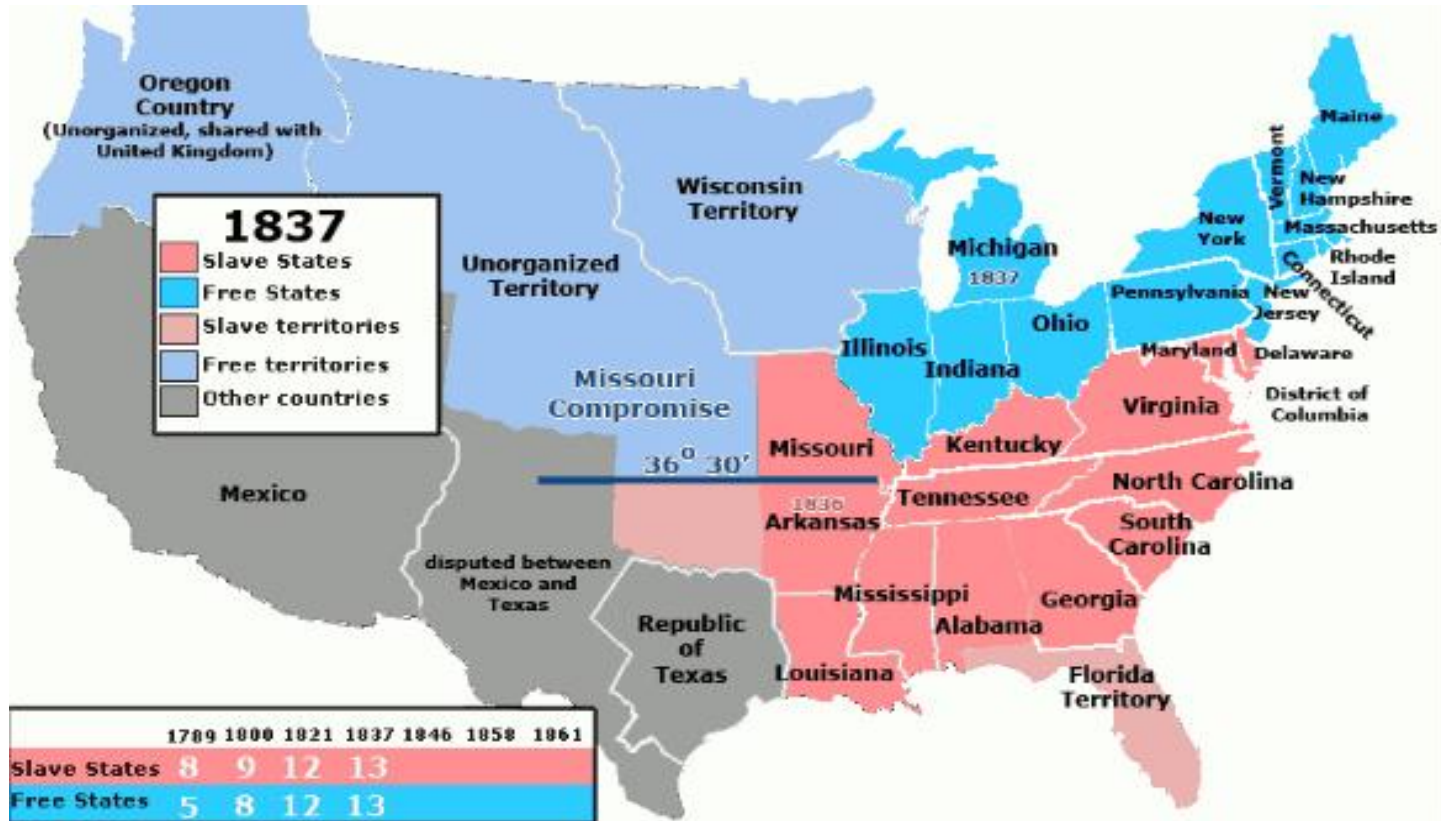 Oregon
Country
(Unorganized, shared with
United Kingdom)
1837
Slave States
Free States
Slave territories
Free territories
Other countries
Unorganized
Territory
Wisconsin
Territory
Michigan
1837
Maine
Vermont
New
Hampshire
Massachusetts
Rhode
Island
Connecticut
New
York
Pennsylvania
New
Jersey
Ohio
Illinois
Indiana
Maryland
Delaware
District of
Columbia
Virginia
Missouri
Compromise
36° 30′
Missouri
Kentucky
Mexico
1836
Arkansas
Tennessee
North Carolina
South
Carolina
disputed between
Mexico and
Texas
Republic
of
Texas
Mississippi
Alabama
Georgia
Louisiana
Florida
Territory
1789 1800 1821 1837 1846 1858 1861
Slave States 8 9 12 13
Free States 5 8 12 13